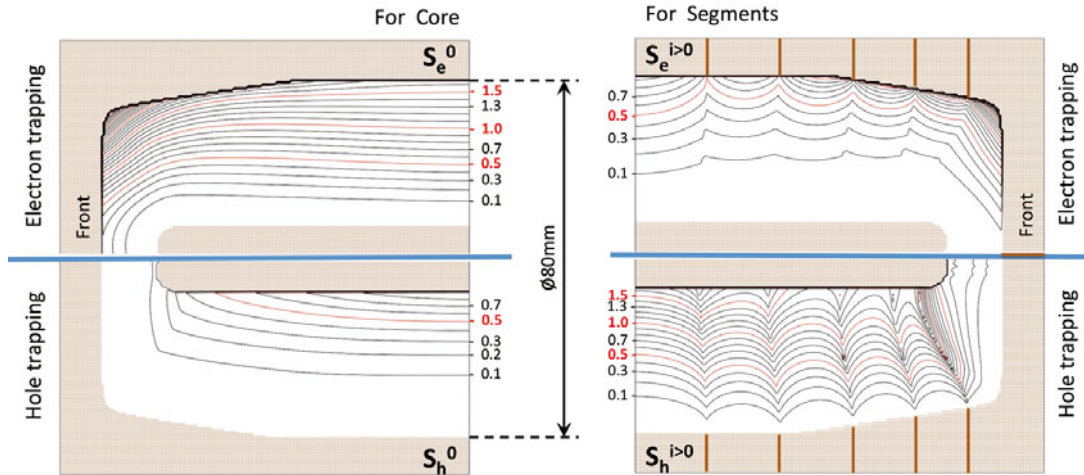 For Core
For Segments
Sₑ⁰
Sₑⁱ>⁰
Electron trapping
Front
1.5
1.3
1.0
0.7
0.5
0.3
0.1
Hole trapping
0.7
0.5
0.3
0.2
0.1
Sₕ⁰
Ø80mm
0.7
0.5
0.3
0.1
Electron trapping
Front
1.5
1.3
1.0
0.7
0.5
0.3
0.1
Hole trapping
Sₕⁱ>⁰